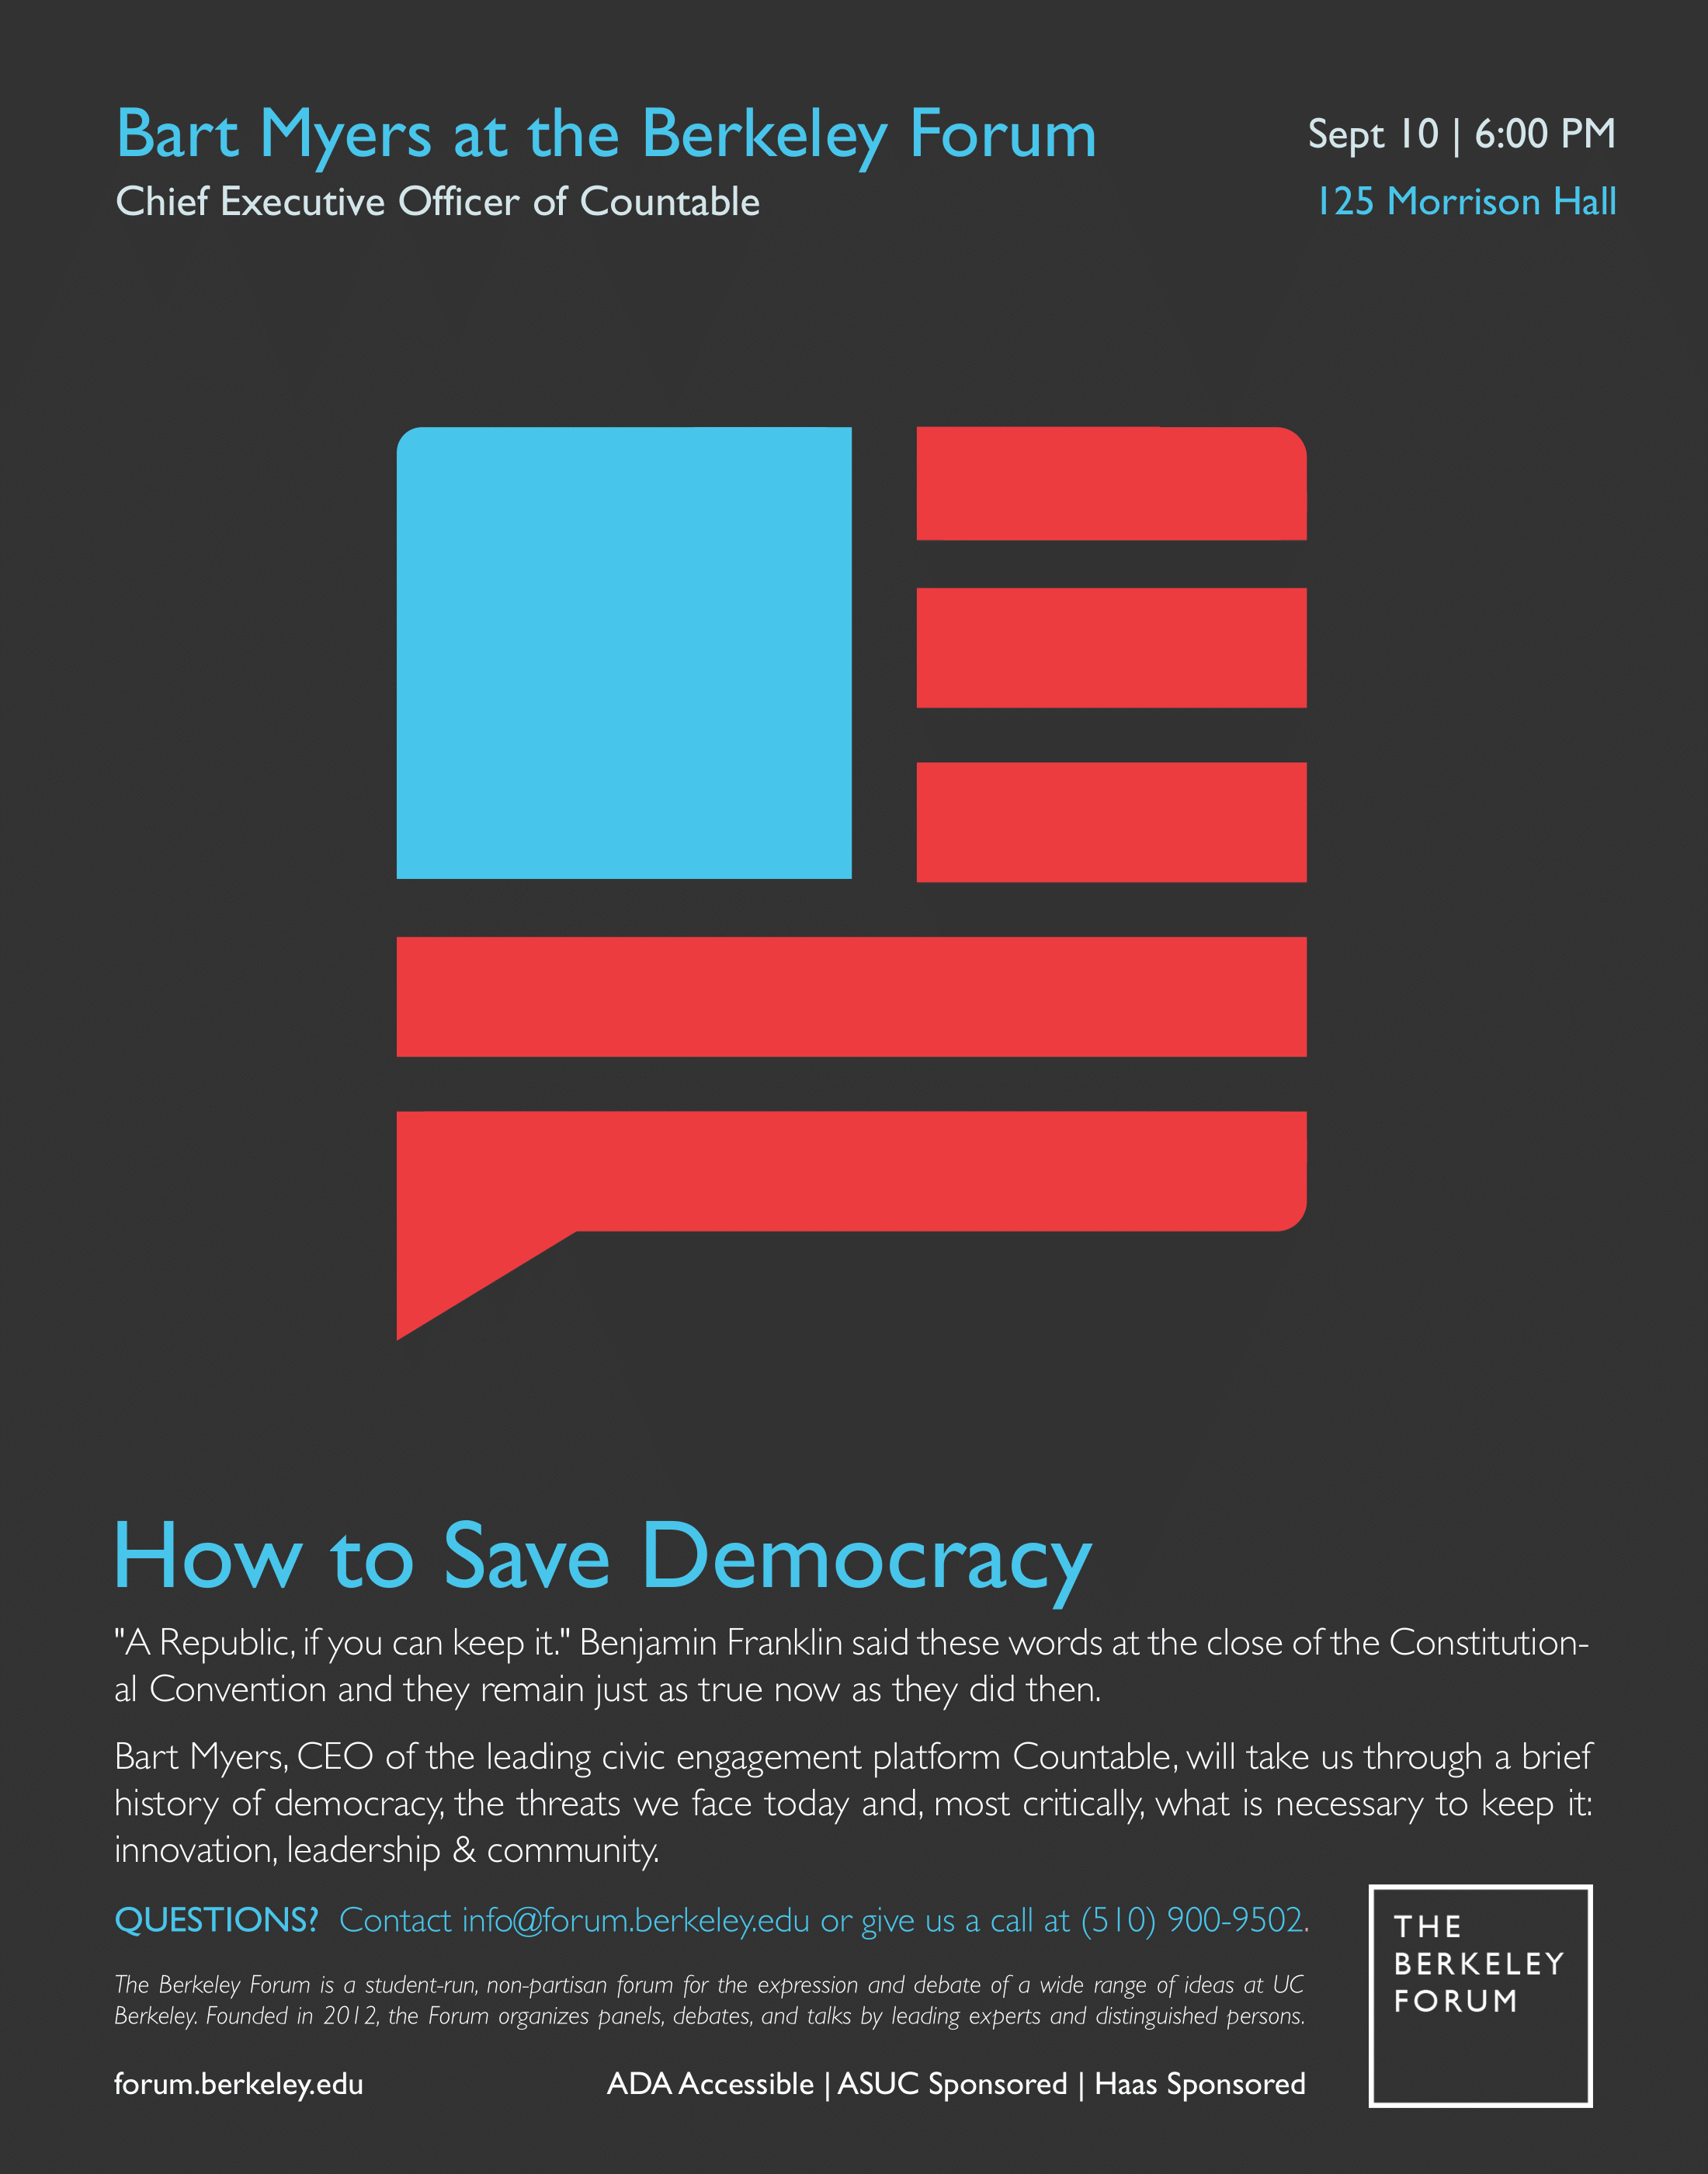 Bart Myers at the Berkeley Forum
Chief Executive Officer of Countable
Sept 10 | 6:00 PM
125 Morrison Hall
How to Save Democracy
"A Republic, if you can keep it." Benjamin Franklin said these words at the close of the Constitution-
al Convention and they remain just as true now as they did then.
Bart Myers, CEO of the leading civic engagement platform Countable, will take us through a brief
history of democracy, the threats we face today and, most critically, what is necessary to keep it:
innovation, leadership & community.
QUESTIONS? Contact info@forum.berkeley.edu or give us a call at (510) 900-9502.
The Berkeley Forum is a student-run, non-partisan forum for the expression and debate of a wide range of ideas at UC
Berkeley. Founded in 2012, the Forum organizes panels, debates, and talks by leading experts and distinguished persons.
forum.berkeley.edu
ADA Accessible | ASUC Sponsored | Haas Sponsored
THE
BERKELEY
FORUM